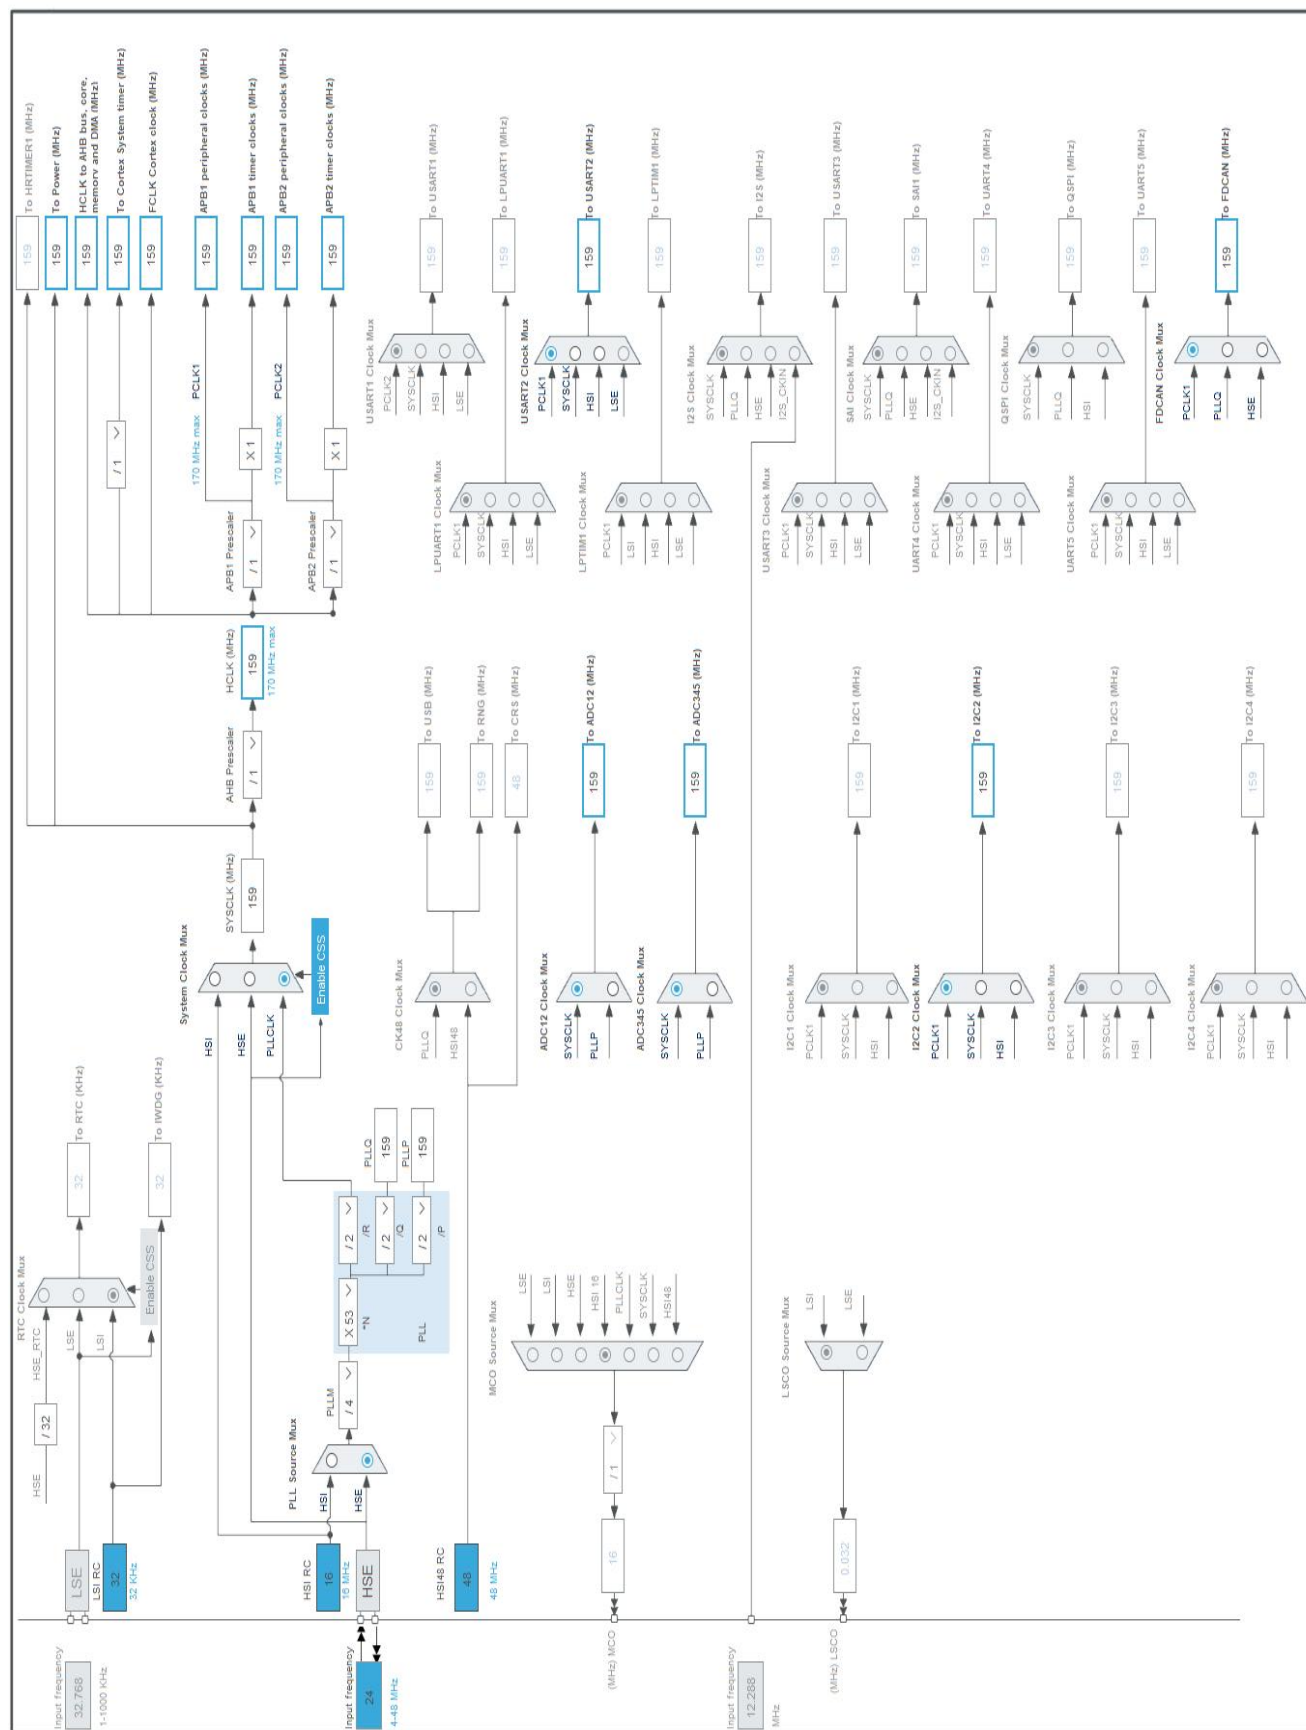 Input frequency
32.768
1-1000 KHz
LSE
LSI RC
32
32 KHz
HSE
/ 32
HSE_RTC
LSE
LSI
RTC Clock Mux
Enable CSS
32
To RTC (KHz)
32
To IWDG (KHz)
Input frequency
24
4-48 MHz
HSI RC
16
16 MHz
HSE
HSI48 RC
48
48 MHz
PLL Source Mux
HSI
HSE
PLLM
/ 4
X 53
*N
/ 2
/R
/ 2
/Q
/ 2
/P
PLL
PLLQ
159
PLLP
159
System Clock Mux
HSI
HSE
PLLCLK
Enable CSS
SYSCLK (MHz)
159
AHB Prescaler
/ 1
HCLK (MHz)
159
170 MHz max
APB1 Prescaler
/ 1
APB2 Prescaler
/ 1
/ 1
170 MHz max
PCLK1
X 1
170 MHz max
PCLK2
X 1
159
To HRTIMER1 (MHz)
159
To Power (MHz)
159
HCLK to AHB bus, core,
memory and DMA (MHz)
159
To Cortex System timer (MHz)
159
FCLK Cortex clock (MHz)
159
APB1 peripheral clocks (MHz)
159
APB1 timer clocks (MHz)
159
APB2 peripheral clocks (MHz)
159
APB2 timer clocks (MHz)
CK48 Clock Mux
PLLQ
HSI48
159
To USB (MHz)
159
To RNG (MHz)
48
To CRS (MHz)
ADC12 Clock Mux
SYSCLK
PLLP
159
To ADC12 (MHz)
ADC345 Clock Mux
SYSCLK
PLLP
159
To ADC345 (MHz)
USART1 Clock Mux
PCLK2
SYSCLK
HSI
LSE
159
To USART1 (MHz)
LPUART1 Clock Mux
PCLK1
SYSCLK
HSI
LSE
159
To LPUART1 (MHz)
USART2 Clock Mux
PCLK1
SYSCLK
HSI
LSE
159
To USART2 (MHz)
LPTIM1 Clock Mux
PCLK1
LSI
HSI
LSE
159
To LPTIM1 (MHz)
I2S Clock Mux
SYSCLK
PLLQ
HSE
I2S_CKIN
159
To I2S (MHz)
USART3 Clock Mux
PCLK1
SYSCLK
HSI
LSE
159
To USART3 (MHz)
SAI Clock Mux
SYSCLK
PLLQ
HSE
I2S_CKIN
159
To SAI1 (MHz)
UART4 Clock Mux
PCLK1
SYSCLK
HSI
LSE
159
To UART4 (MHz)
QSPI Clock Mux
SYSCLK
PLLQ
HSI
159
To QSPI (MHz)
UART5 Clock Mux
PCLK1
SYSCLK
HSI
LSE
159
To UART5 (MHz)
FDCAN Clock Mux
PCLK1
PLLQ
HSE
159
To FDCAN (MHz)
I2C1 Clock Mux
PCLK1
SYSCLK
HSI
159
To I2C1 (MHz)
I2C2 Clock Mux
PCLK1
SYSCLK
HSI
159
To I2C2 (MHz)
I2C3 Clock Mux
PCLK1
SYSCLK
HSI
159
To I2C3 (MHz)
I2C4 Clock Mux
PCLK1
SYSCLK
HSI
159
To I2C4 (MHz)
MCO Source Mux
LSE
LSI
HSE
HSI 16
PLLCLK
SYSCLK
HSI48
/ 1
16
(MHz) MCO
Input frequency
12.288
MHz
LSCO Source Mux
LSI
LSE
0.032
(MHz) LSCO